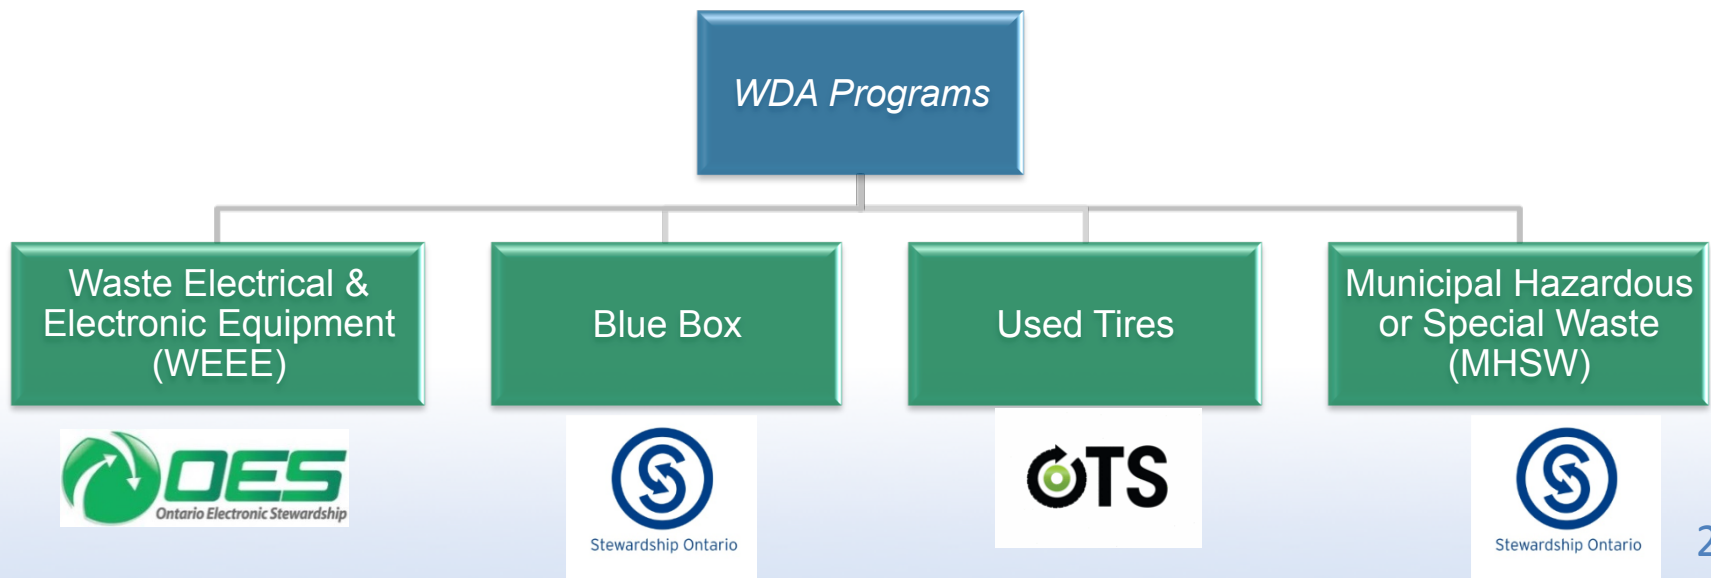 WDA Programs
Waste Electrical &
Electronic Equipment
(WEEE)
Blue Box
Used Tires
Municipal Hazardous
or Special Waste
(MHSW)
OES
Ontario Electronic Stewardship
S
Stewardship Ontario
OTS
S
Stewardship Ontario
2